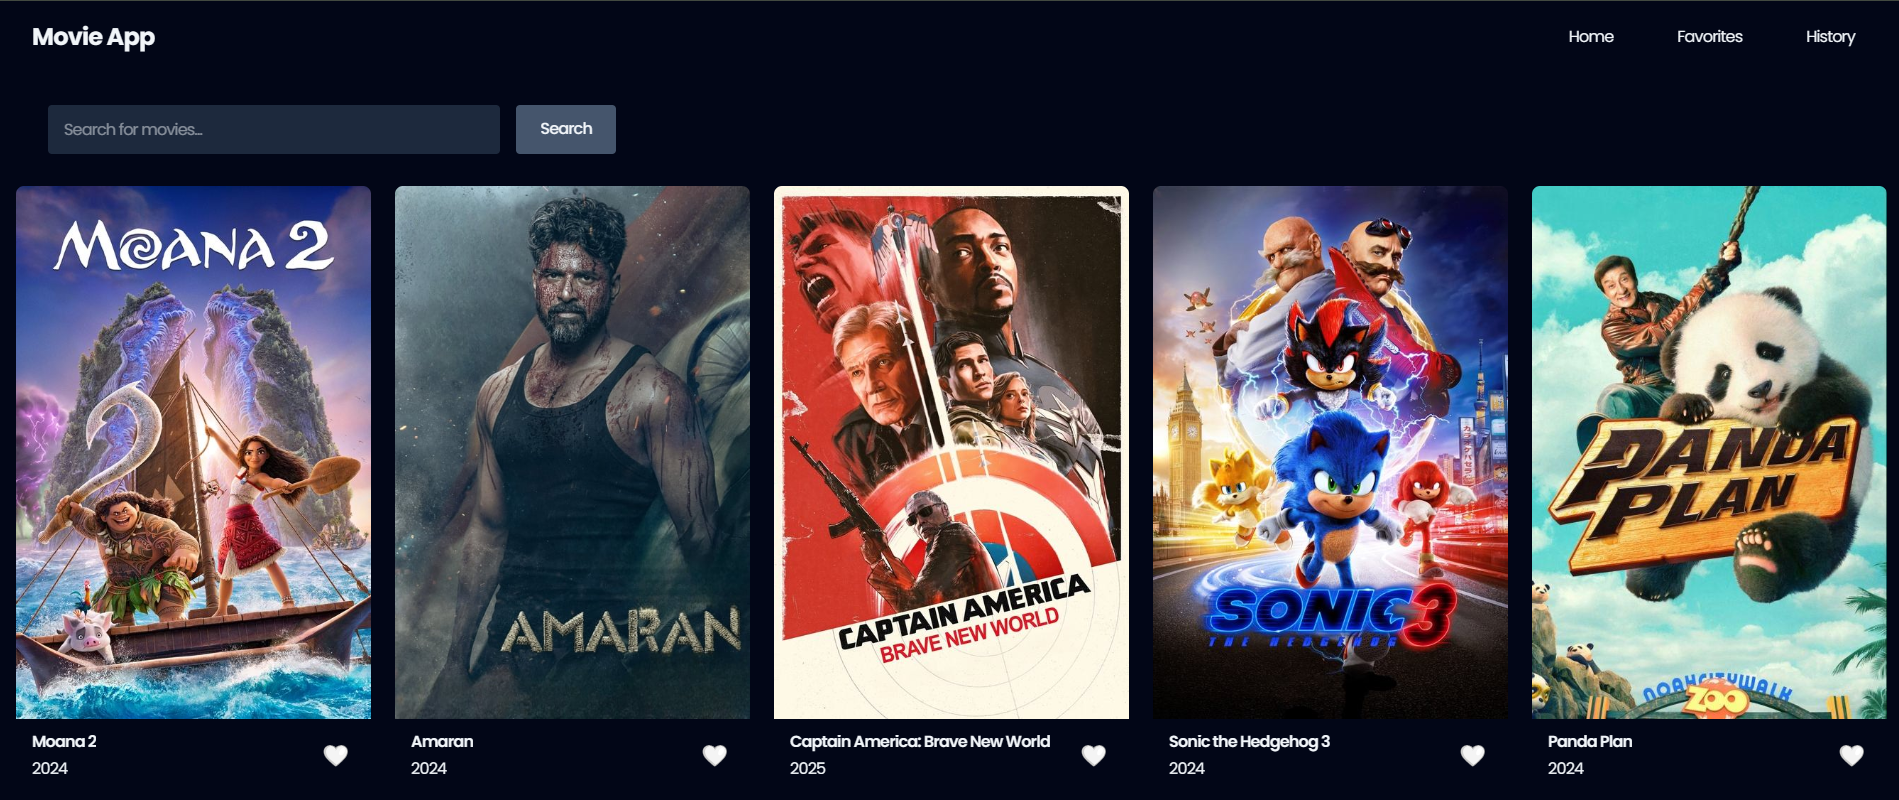 Movie App
Home
Favorites
History
Search for movies...
Search
MOANA 2
AMARAN
CAPTAIN AMERICA
BRAVE NEW WORLD
SONIC 3
THE HEDGEHOG
PANDA
PLAN
NOAHCITYWALK
ZOO
Moana 2
2024
Amaran
2024
Captain America: Brave New World
2025
Sonic the Hedgehog 3
2024
Panda Plan
2024